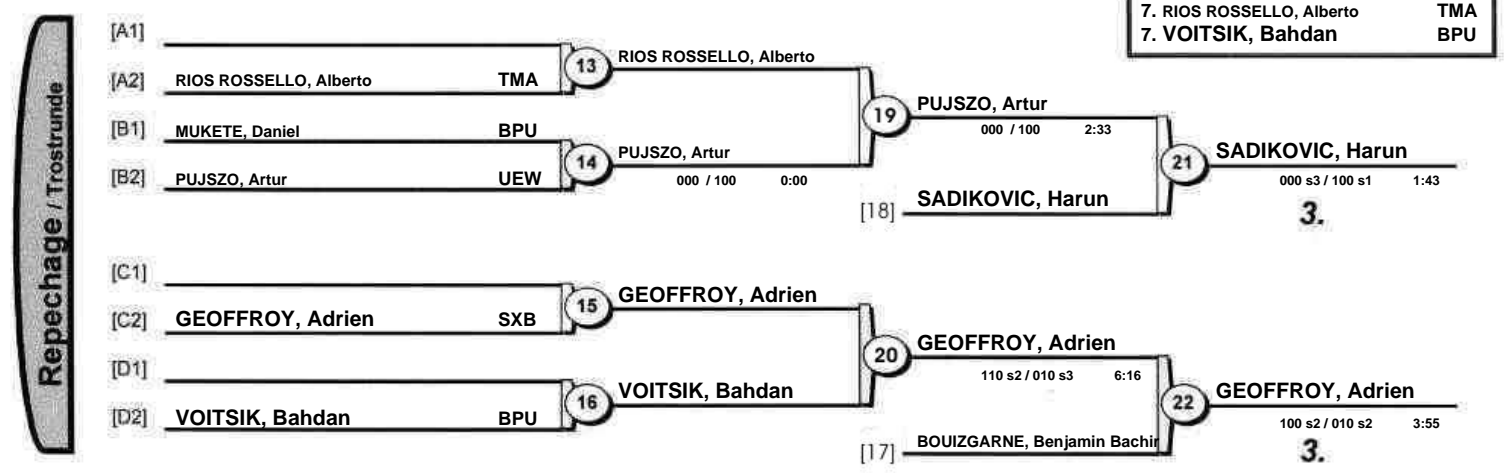 7. RIOS ROSSELLO, Alberto TMA
7. VOITSIK, Bahdan BPU
Repechage / Trostrunde
[A1]
[A2] RIOS ROSSELLO, Alberto TMA
13
RIOS ROSSELLO, Alberto
[B1] MUKETE, Daniel BPU
[B2] PUJSZO, Artur UEW
14
PUJSZO, Artur
000 / 100 0:00
19
PUJSZO, Artur
000 / 100 2:33
[18] SADIKOVIC, Harun
21
SADIKOVIC, Harun
000 s3 / 100 s1 1:43
3.
[C1]
[C2] GEOFFROY, Adrien SXB
15
GEOFFROY, Adrien
[D1]
[D2] VOITSIK, Bahdan BPU
16
VOITSIK, Bahdan
20
GEOFFROY, Adrien
110 s2 / 010 s3 6:16
[17] BOUIZGARNE, Benjamin Bachir
22
GEOFFROY, Adrien
100 s2 / 010 s2 3:55
3.